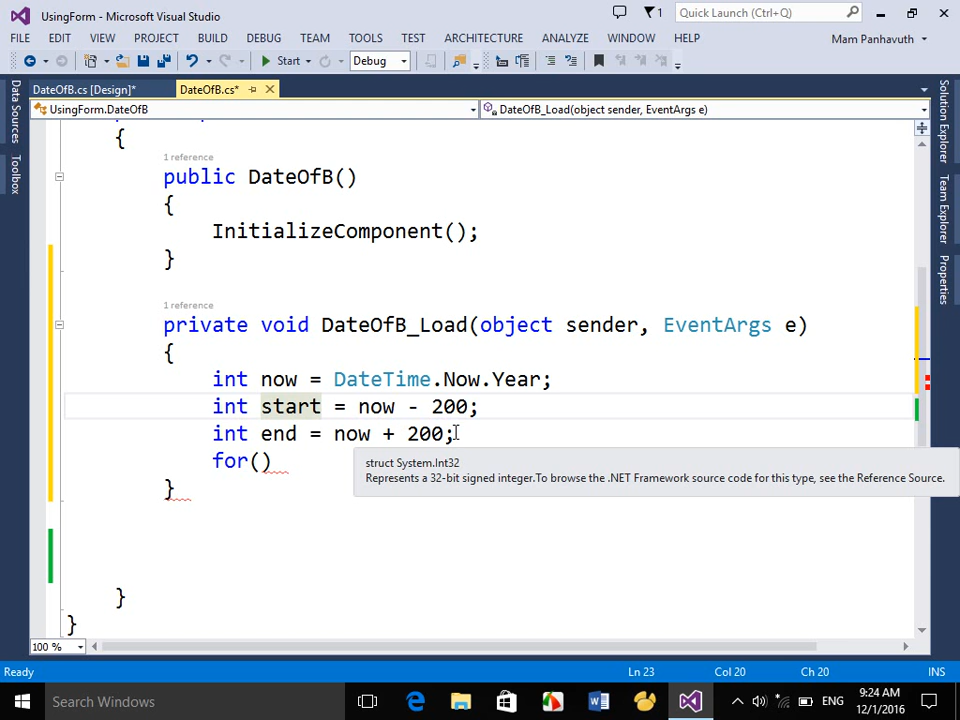 UsingForm - Microsoft Visual Studio
1
Quick Launch (Ctrl+Q)
FILE EDIT VIEW PROJECT BUILD DEBUG TEAM TOOLS TEST ARCHITECTURE ANALYZE WINDOW HELP
Mam Panhavuth
Start
Debug
DateOfB.cs [Design]*
DateOfB.cs*
UsingForm.DateOfB
DateOfB_Load(object sender, EventArgs e)
Data Sources
Toolbox
Solution Explorer
Team Explorer
Properties
{
1 reference
public DateOfB()
{
InitializeComponent();
}
1 reference
private void DateOfB_Load(object sender, EventArgs e)
{
int now = DateTime.Now.Year;
int start = now - 200;
int end = now + 200;
for()
struct System.Int32
Represents a 32-bit signed integer.To browse the .NET Framework source code for this type, see the Reference Source.
}
}
}
100 %
Ready
Ln 23
Col 20
Ch 20
INS
Search Windows
ENG
9:24 AM
12/1/2016